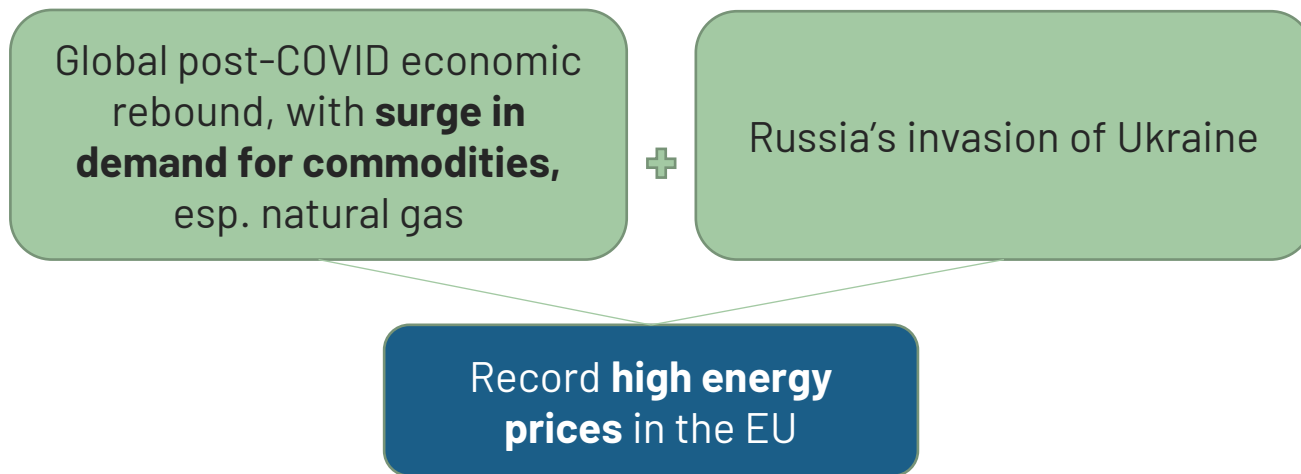 Global post-COVID economic
rebound, with surge in
demand for commodities,
esp. natural gas
Russia’s invasion of Ukraine
Record high energy
prices in the EU